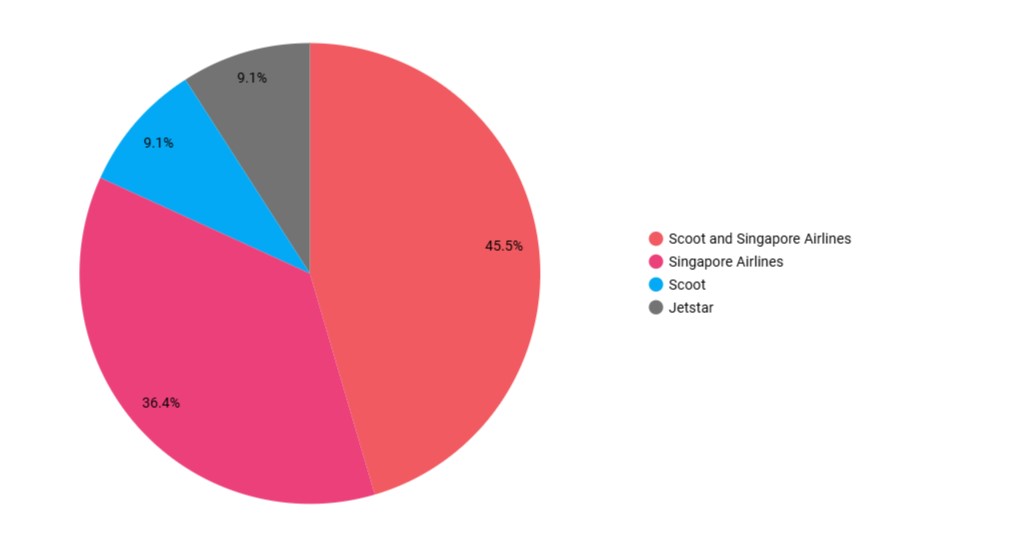 9.1%
9.1%
45.5%
36.4%
Scoot and Singapore Airlines
Singapore Airlines
Scoot
Jetstar